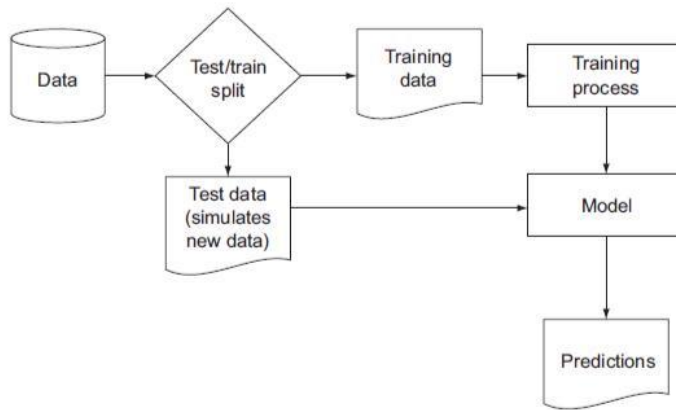 Data
Test/train
split
Training
data
Training
process
Test data
(simulates
new data)
Model
Predictions